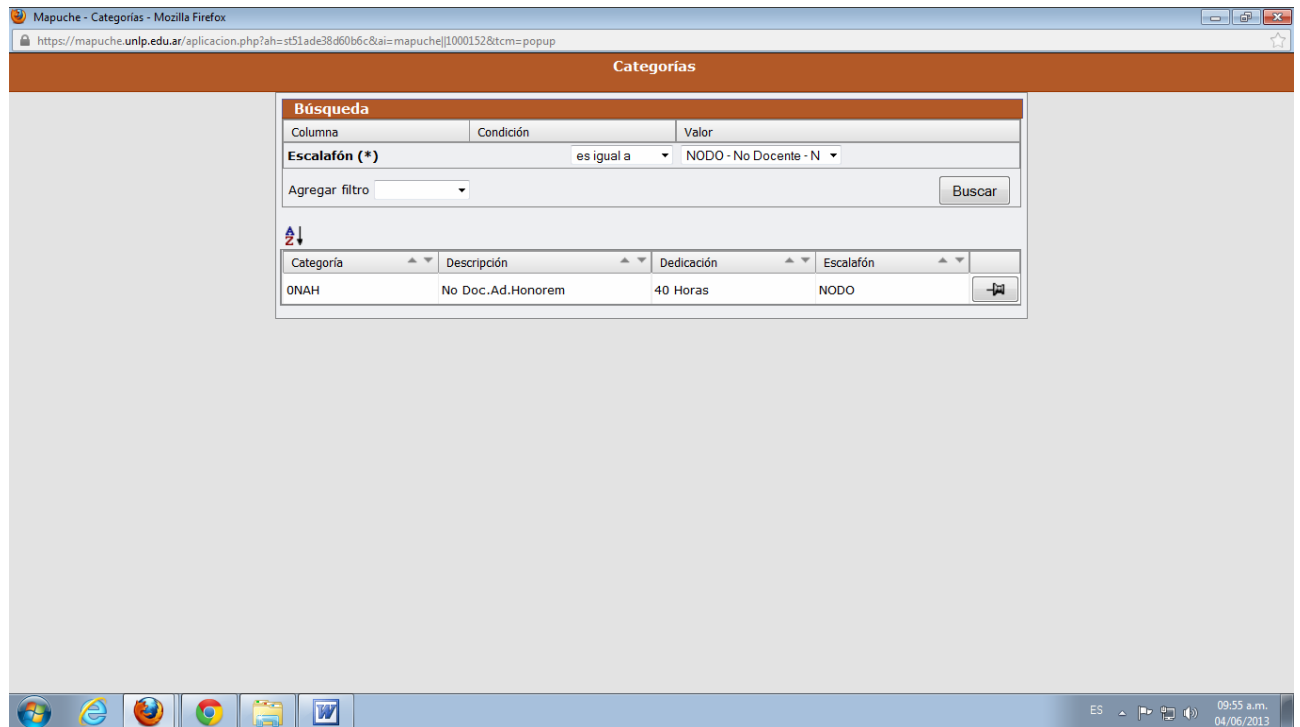 Mapuche - Categorías - Mozilla Firefox
https://mapuche.unlp.edu.ar/aplicacion.php?ah=st51ade38d60b6c&ai=mapuche||1000152&tcm=popup
Categorías
Búsqueda
Columna Condición Valor
Escalafón (*) es igual a NODO - No Docente - N
Agregar filtro Buscar
Categoría Descripción Dedicación Escalafón
0NAH No Doc.Ad.Honorem 40 Horas NODO
ES 09:55 a.m.
04/06/2013